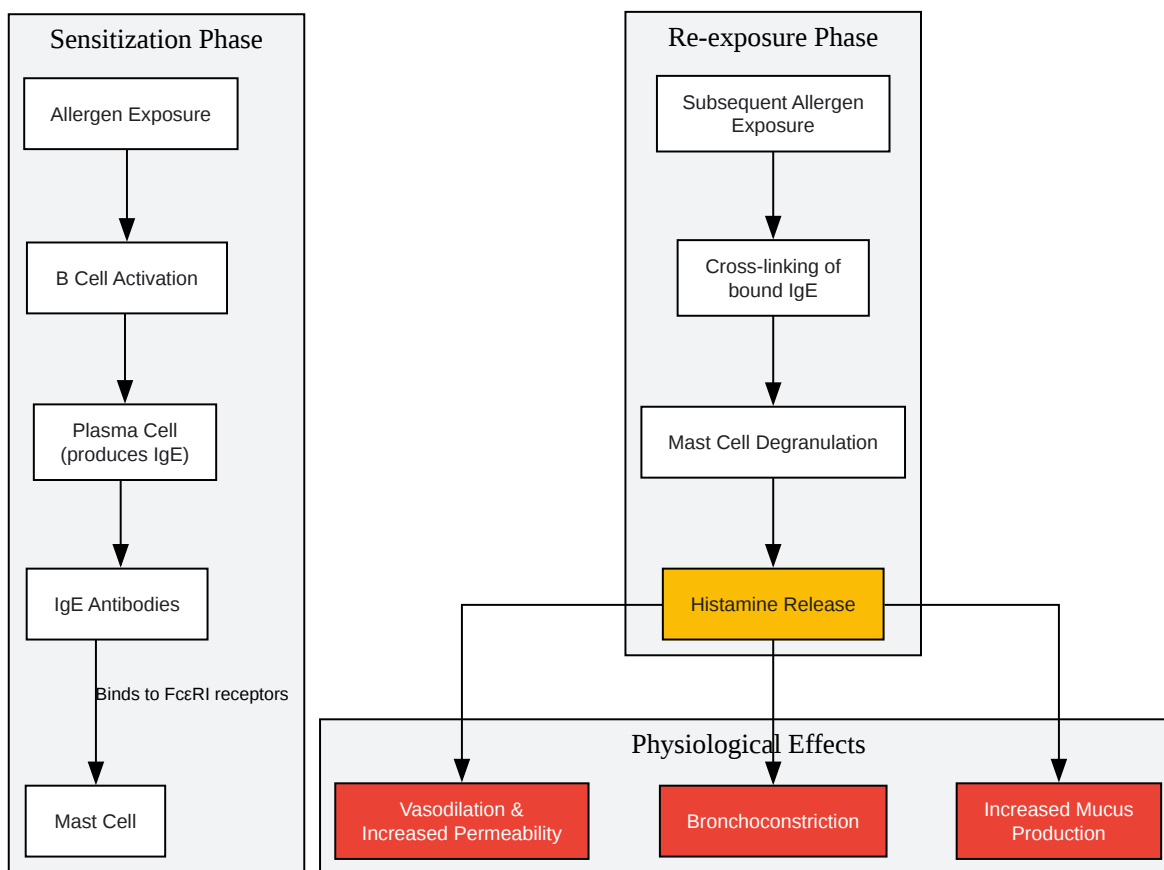 Sensitization Phase
Allergen Exposure
B Cell Activation
Plasma Cell
(produces IgE)
IgE Antibodies
Binds to FcεRI receptors
Mast Cell
Re-exposure Phase
Subsequent Allergen
Exposure
Cross-linking of
bound IgE
Mast Cell Degranulation
Histamine Release
Physiological Effects
Vasodilation &
Increased Permeability
Bronchoconstriction
Increased Mucus
Production